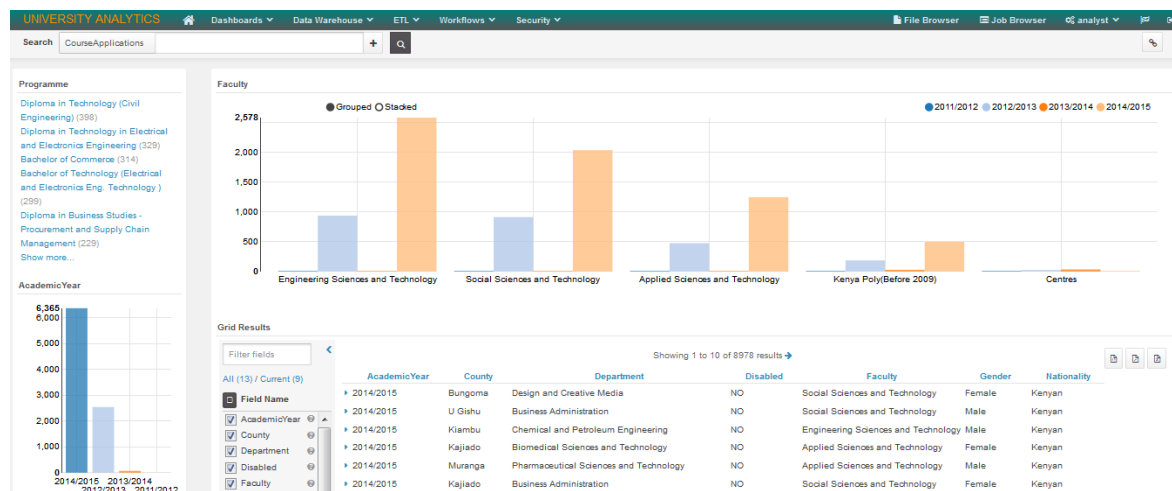 UNIVERSITY ANALYTICS Dashboards Data Warehouse ETL Workflows Security File Browser Job Browser analyst
Search CourseApplications +
Programme
Diploma in Technology (Civil
Engineering) (398)
Diploma in Technology in Electrical
and Electronics Engineering (329)
Bachelor of Commerce (314)
Bachelor of Technology (Electrical
and Electronics Eng. Technology )
(299)
Diploma in Business Studies -
Procurement and Supply Chain
Management (229)
Show more...
AcademicYear
6,365
6,000
5,000
4,000
3,000
2,000
1,000
0
2014/2015 2013/2014
2012/2013 2011/2012
Faculty
Grouped Stacked 2011/2012 2012/2013 2013/2014 2014/2015
2,578
2,000
1,500
1,000
500
0
Engineering Sciences and Technology Social Sciences and Technology Applied Sciences and Technology Kenya Poly(Before 2009) Centres
Grid Results
Filter fields
All (13) / Current (9)
Field Name
AcademicYear
County
Department
Disabled
Faculty
Showing 1 to 10 of 8978 results
AcademicYear County Department Disabled Faculty Gender Nationality
2014/2015 Bungoma Design and Creative Media NO Social Sciences and Technology Female Kenyan
2014/2015 U Gishu Business Administration NO Social Sciences and Technology Male Kenyan
2014/2015 Kiambu Chemical and Petroleum Engineering NO Engineering Sciences and Technology Male Kenyan
2014/2015 Kajiado Biomedical Sciences and Technology NO Applied Sciences and Technology Female Kenyan
2014/2015 Muranga Pharmaceutical Sciences and Technology NO Applied Sciences and Technology Male Kenyan
2014/2015 Kajiado Business Administration NO Social Sciences and Technology Female Kenyan